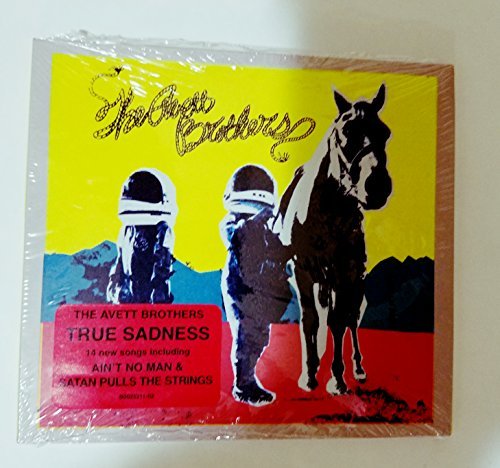 The Avett
Brothers
THE AVETT BROTHERS
TRUE SADNESS
14 new songs including
AIN'T NO MAN &
SATAN PULLS THE STRINGS